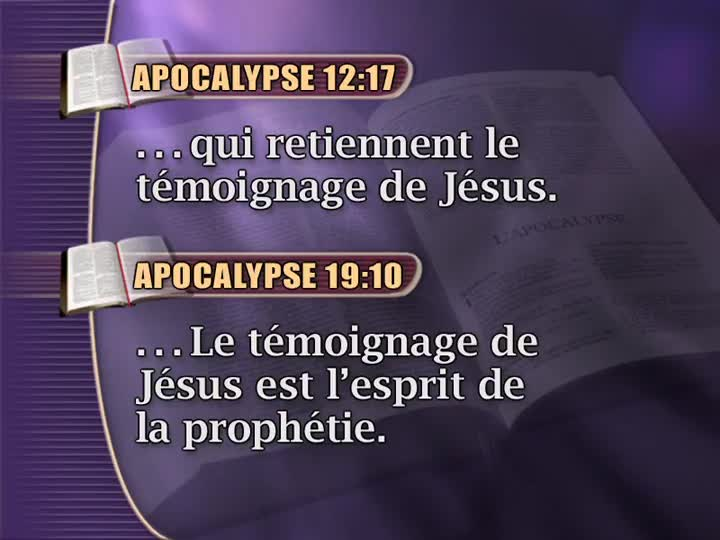 APOCALYPSE 12:17
...qui retiennent le
témoignage de Jésus.
L'APOCALYPSE
APOCALYPSE 19:10
...Le témoignage de
Jésus est l’esprit de
la prophétie.